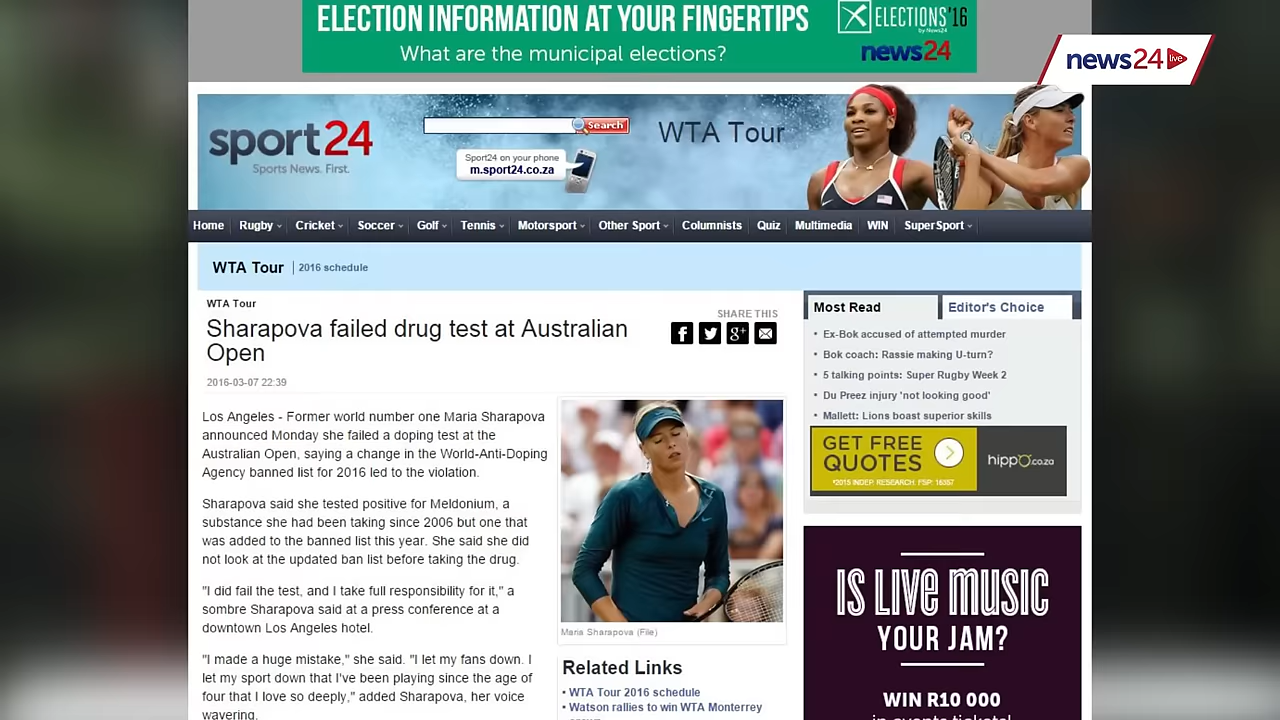 ELECTION INFORMATION AT YOUR FINGERTIPS
What are the municipal elections?
ELECTIONS'16
by News24
news24
news24 live
sport24
Sports News. First.
Search
Sport24 on your phone
m.sport24.co.za
WTA Tour
Home Rugby Cricket Soccer Golf Tennis Motorsport Other Sport Columnists Quiz Multimedia WIN SuperSport
WTA Tour | 2016 schedule
WTA Tour
Sharapova failed drug test at Australian
Open
2016-03-07 22:39
SHARE THIS
Los Angeles - Former world number one Maria Sharapova
announced Monday she failed a doping test at the
Australian Open, saying a change in the World-Anti-Doping
Agency banned list for 2016 led to the violation.
Sharapova said she tested positive for Meldonium, a
substance she had been taking since 2006 but one that
was added to the banned list this year. She said she did
not look at the updated ban list before taking the drug.
"I did fail the test, and I take full responsibility for it," a
sombre Sharapova said at a press conference at a
downtown Los Angeles hotel.
"I made a huge mistake," she said. "I let my fans down. I
let my sport down that I've been playing since the age of
four that I love so deeply," added Sharapova, her voice
wavering.
Maria Sharapova (File)
Related Links
• WTA Tour 2016 schedule
• Watson rallies to win WTA Monterrey
Most Read
Editor's Choice
• Ex-Bok accused of attempted murder
• Bok coach: Rassie making U-turn?
• 5 talking points: Super Rugby Week 2
• Du Preez injury 'not looking good'
• Mallett: Lions boast superior skills
GET FREE
QUOTES
*2015 INDEP. RESEARCH. FSP: 16357
hippo.co.za
IS LIVE MUSIC
YOUR JAM?
WIN R10 000
in events tickets!